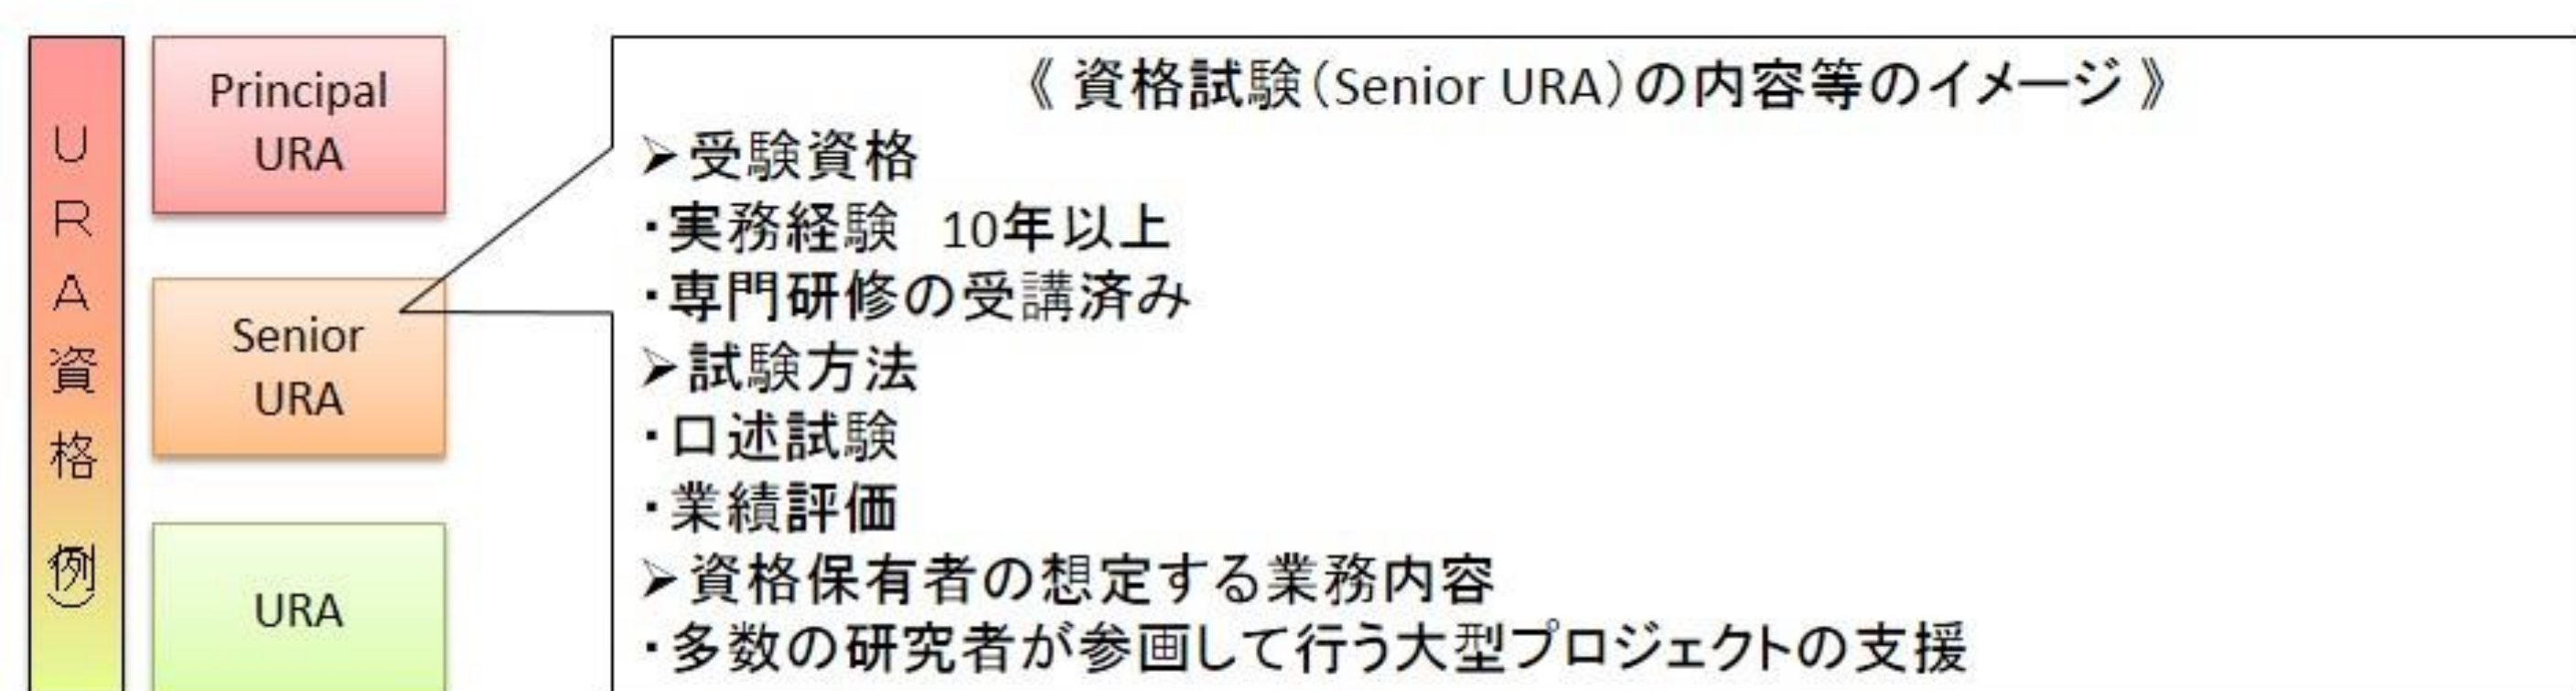 URA資格 例)
Principal
URA
Senior
URA
URA
《 資格試験(Senior URA)の内容等のイメージ 》
➢受験資格
・実務経験　10年以上
・専門研修の受講済み
➢試験方法
・口述試験
・業績評価
➢資格保有者の想定する業務内容
・多数の研究者が参画して行う大型プロジェクトの支援